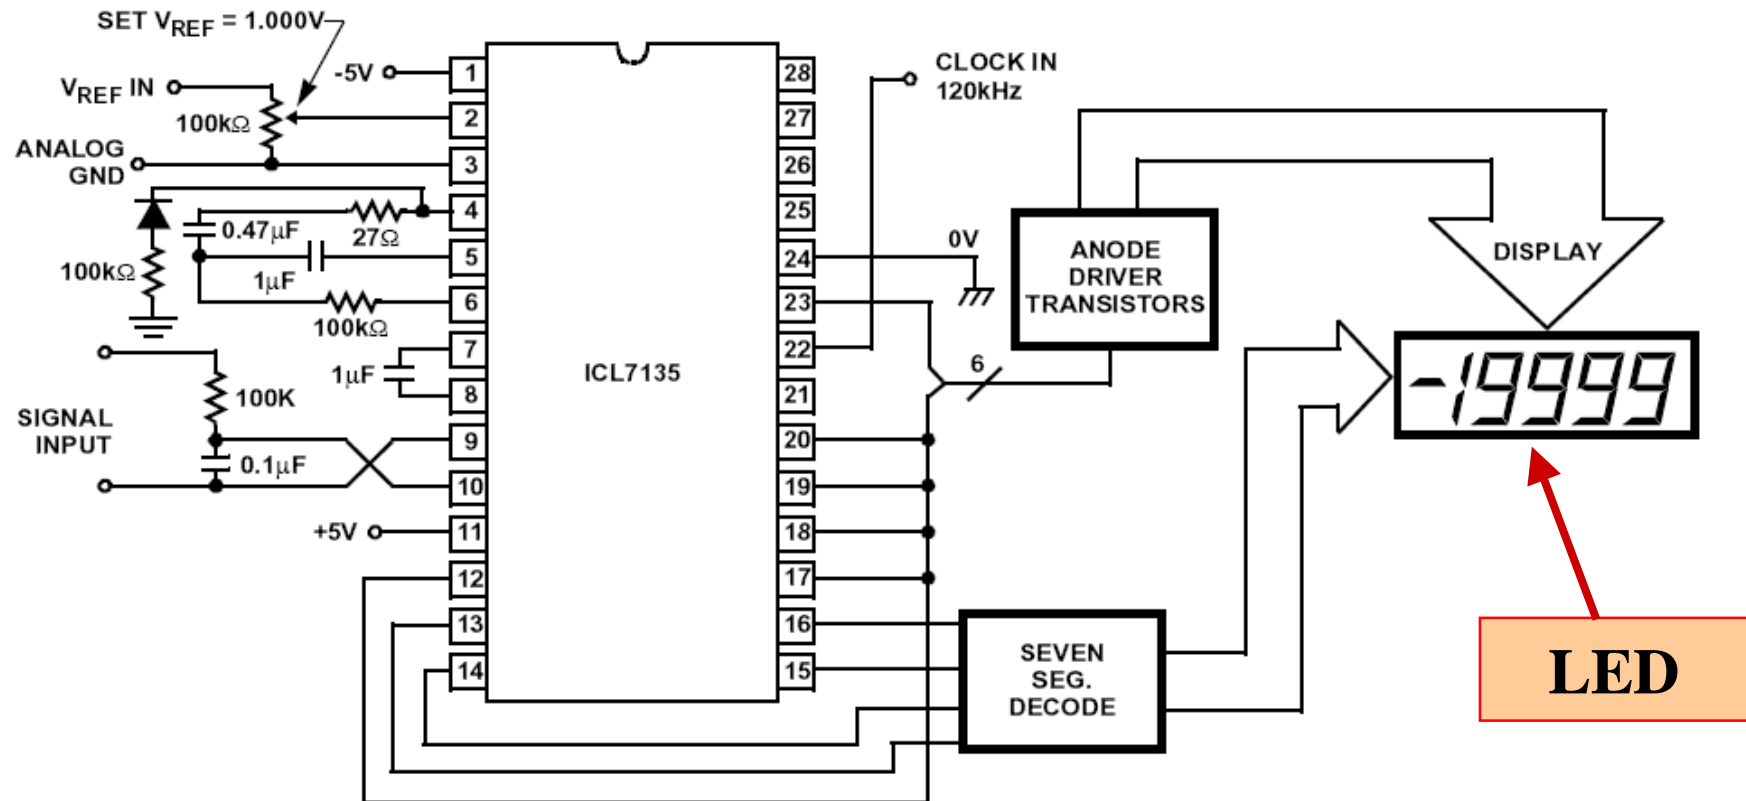 SET VREF = 1.000V
VREF IN
100kΩ
ANALOG
GND
-5V
0.47μF
27Ω
100kΩ
1μF
100kΩ
1μF
SIGNAL
INPUT
100K
0.1μF
+5V
1
2
3
4
5
6
7
8
9
10
11
12
13
14
ICL7135
28
27
26
25
24
23
22
21
20
19
18
17
16
15
CLOCK IN
120kHz
0V
6
ANODE
DRIVER
TRANSISTORS
DISPLAY
-19999
SEVEN
SEG.
DECODE
LED